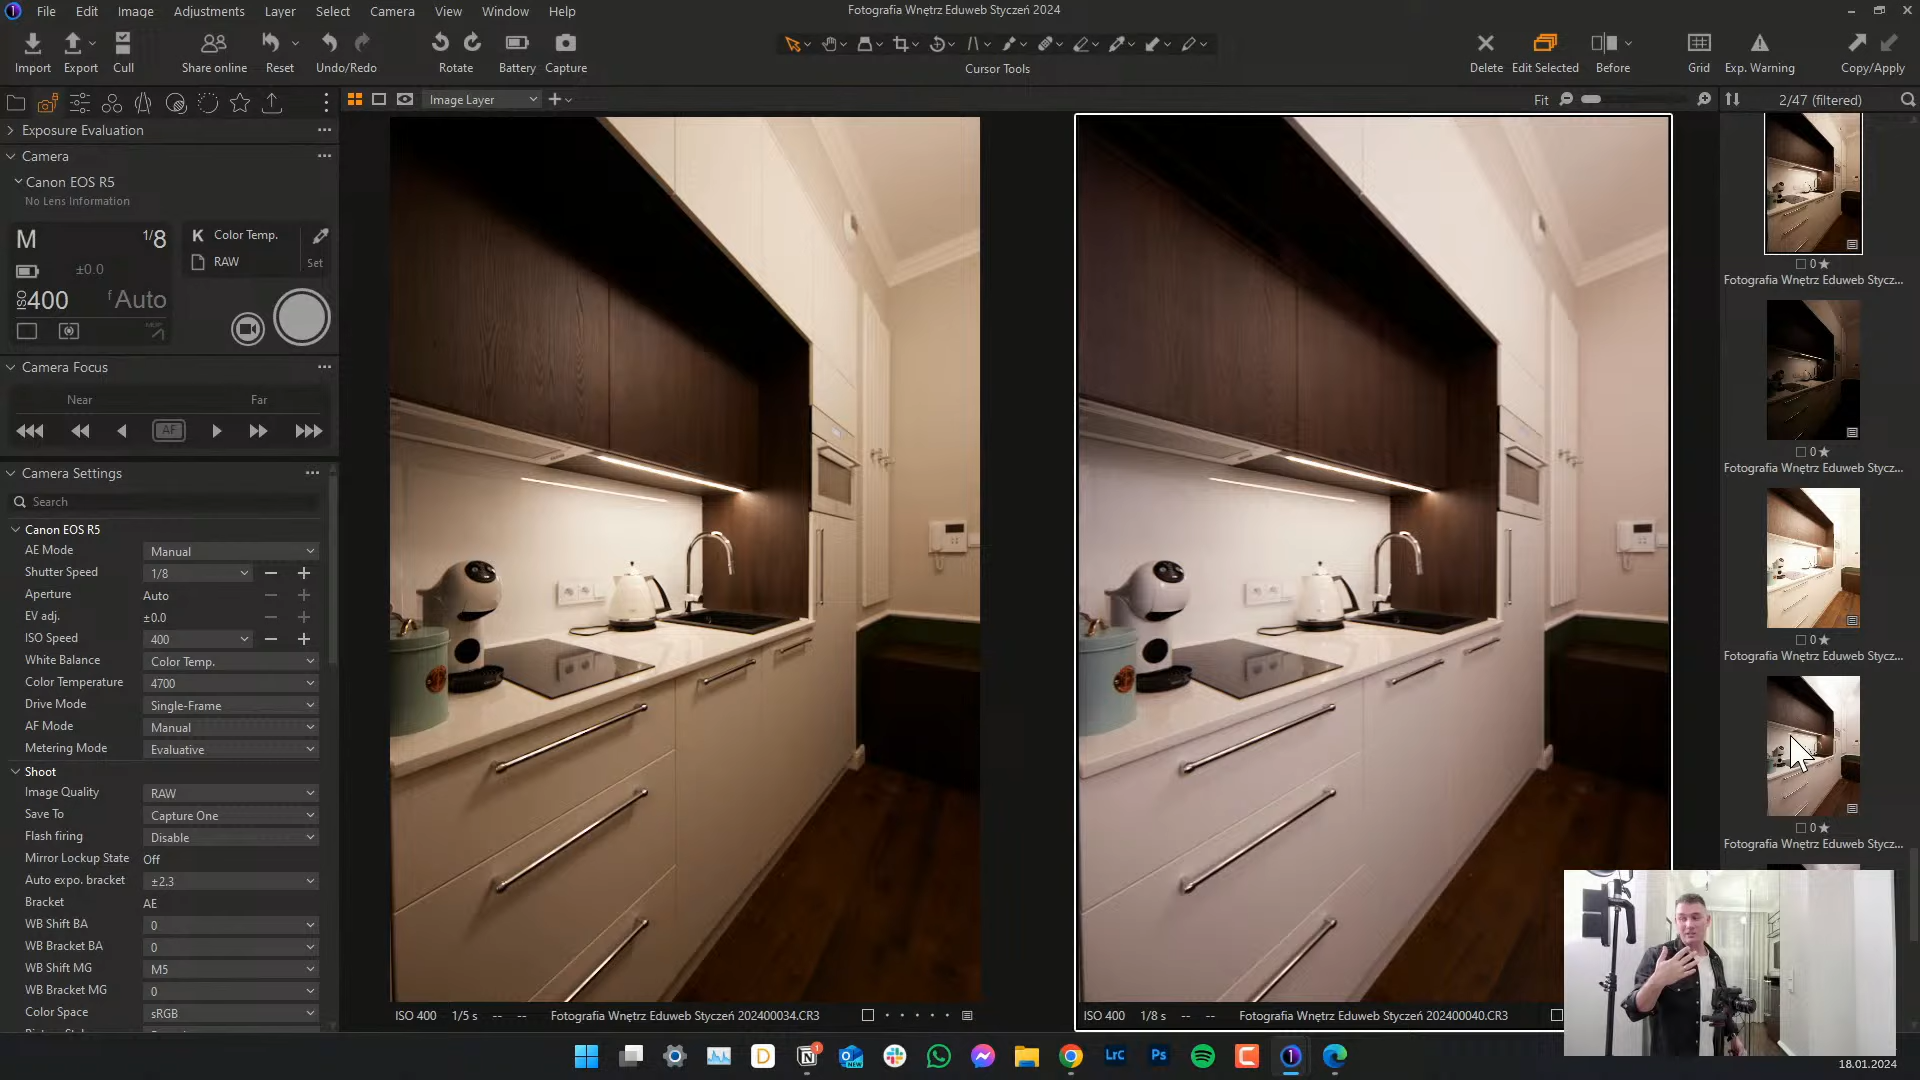 File Edit Image Adjustments Layer Select Camera View Window Help
Fotografia Wnętrz Eduweb Styczeń 2024
Import Export Cull Share online Reset Undo/Redo Rotate Battery Capture
Cursor Tools
Delete Edit Selected Before Grid Exp. Warning Copy/Apply
Image Layer
Fit
2/47 (filtered)
Exposure Evaluation
Camera
Canon EOS R5
No Lens Information
M 1/8
±0.0
ISO 400 f Auto
K Color Temp.
RAW
Set
Camera Focus
Near Far
AF
Camera Settings
Search
Canon EOS R5
AE Mode Manual
Shutter Speed 1/8
Aperture Auto
EV adj. ±0.0
ISO Speed 400
White Balance Color Temp.
Color Temperature 4700
Drive Mode Single-Frame
AF Mode Manual
Metering Mode Evaluative
Shoot
Image Quality RAW
Save To Capture One
Flash firing Disable
Mirror Lockup State Off
Auto expo. bracket ±2.3
Bracket AE
WB Shift BA 0
WB Bracket BA 0
WB Shift MG M5
WB Bracket MG 0
Color Space sRGB
ISO 400 1/5 s -- -- Fotografia Wnętrz Eduweb Styczeń 202400034.CR3
ISO 400 1/8 s -- -- Fotografia Wnętrz Eduweb Styczeń 202400040.CR3
0
Fotografia Wnętrz Eduweb Stycz...
0
Fotografia Wnętrz Eduweb Stycz...
0
Fotografia Wnętrz Eduweb Stycz...
0
Fotografia Wnętrz Eduweb Stycz...
D N 1 NEW LrC Ps C 1
18.01.2024